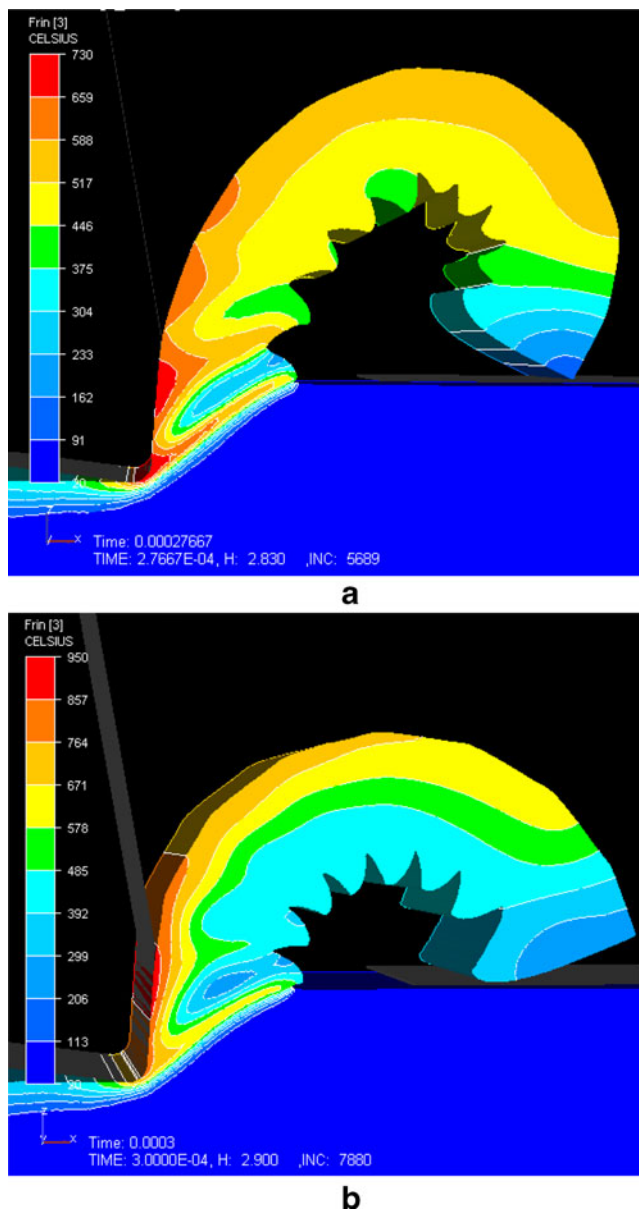 Frin [3]
CELSIUS
730
659
588
517
446
375
304
233
162
91
20
Z
Y X
Time: 0.00027667
TIME: 2.7667E-04, H: 2.830 ,INC: 5689
a
Frin [3]
CELSIUS
950
857
764
671
578
485
392
299
206
113
20
Z
Y X
Time: 0.0003
TIME: 3.0000E-04, H: 2.900 ,INC: 7880
b